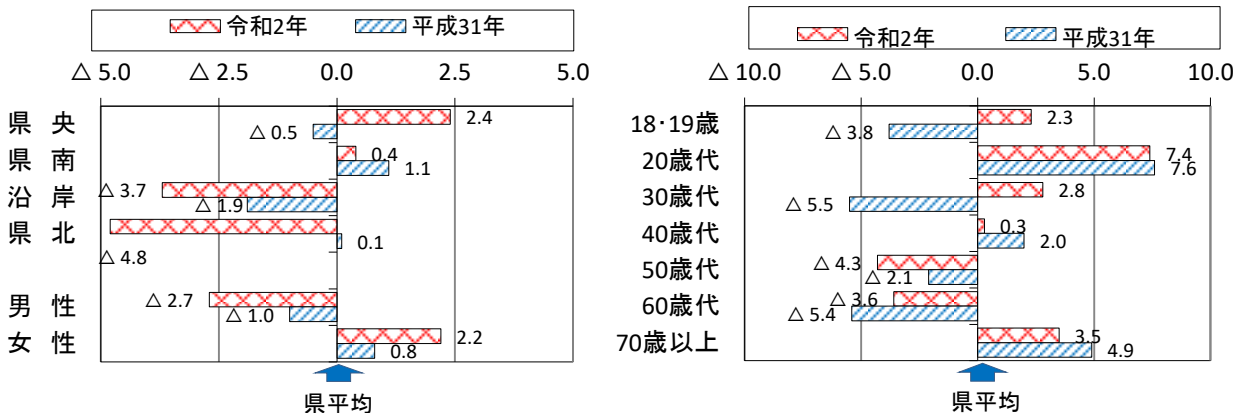 令和2年 平成31年
△ 5.0 △ 2.5 0.0 2.5 5.0
県 央 2.4
△ 0.5
県 南 0.4
1.1
沿 岸 △ 3.7
△ 1.9
県 北 △ 4.8
0.1
男 性 △ 2.7
△ 1.0
女 性 2.2
0.8
県平均
令和2年 平成31年
△ 10.0 △ 5.0 0.0 5.0 10.0
18･19歳 2.3
△ 3.8
20歳代 7.4
7.6
30歳代 2.8
△ 5.5
40歳代 0.3
2.0
50歳代 △ 4.3
△ 2.1
60歳代 △ 3.6
△ 5.4
70歳以上 3.5
4.9
県平均